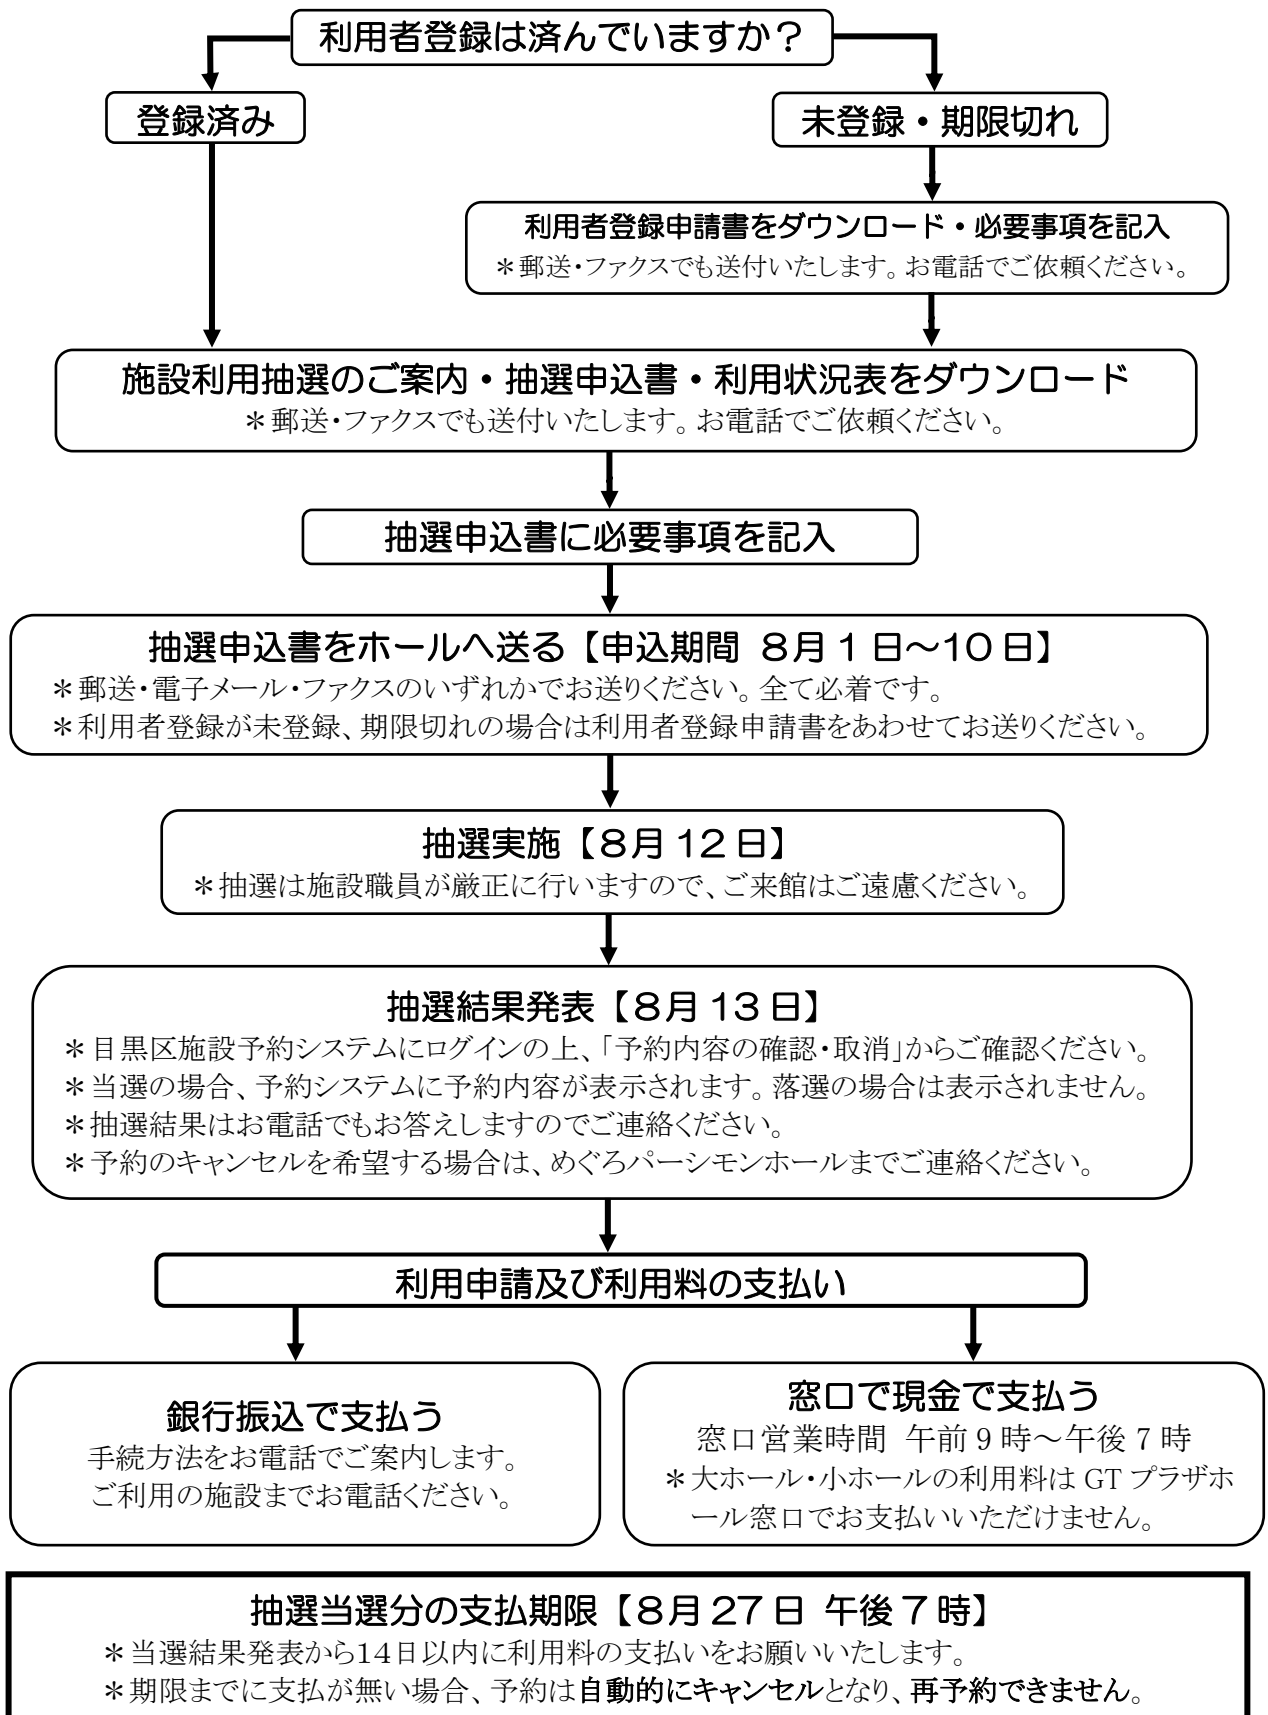 利用者登録は済んでいますか？
登録済み
未登録・期限切れ
利用者登録申請書をダウンロード・必要事項を記入
＊郵送・ファクスでも送付いたします。お電話でご依頼ください。
施設利用抽選のご案内・抽選申込書・利用状況表をダウンロード
＊郵送・ファクスでも送付いたします。お電話でご依頼ください。
抽選申込書に必要事項を記入
抽選申込書をホールへ送る【申込期間 ８月１日～10日】
＊郵送・電子メール・ファクスのいずれかでお送りください。全て必着です。
＊利用者登録が未登録、期限切れの場合は利用者登録申請書をあわせてお送りください。
抽選実施【８月12日】
＊抽選は施設職員が厳正に行いますので、ご来館はご遠慮ください。
抽選結果発表【８月13日】
＊目黒区施設予約システムにログインの上、「予約内容の確認・取消」からご確認ください。
＊当選の場合、予約システムに予約内容が表示されます。落選の場合は表示されません。
＊抽選結果はお電話でもお答えしますのでご連絡ください。
＊予約のキャンセルを希望する場合は、めぐろパーシモンホールまでご連絡ください。
利用申請及び利用料の支払い
銀行振込で支払う
手続方法をお電話でご案内します。
ご利用の施設までお電話ください。
窓口で現金で支払う
窓口営業時間 午前９時～午後７時
＊大ホール・小ホールの利用料は GT プラザホ
ール窓口でお支払いいただけません。
抽選当選分の支払期限【８月27日 午後７時】
＊当選結果発表から14日以内に利用料の支払いをお願いいたします。
＊期限までに支払が無い場合、予約は自動的にキャンセルとなり、再予約できません。